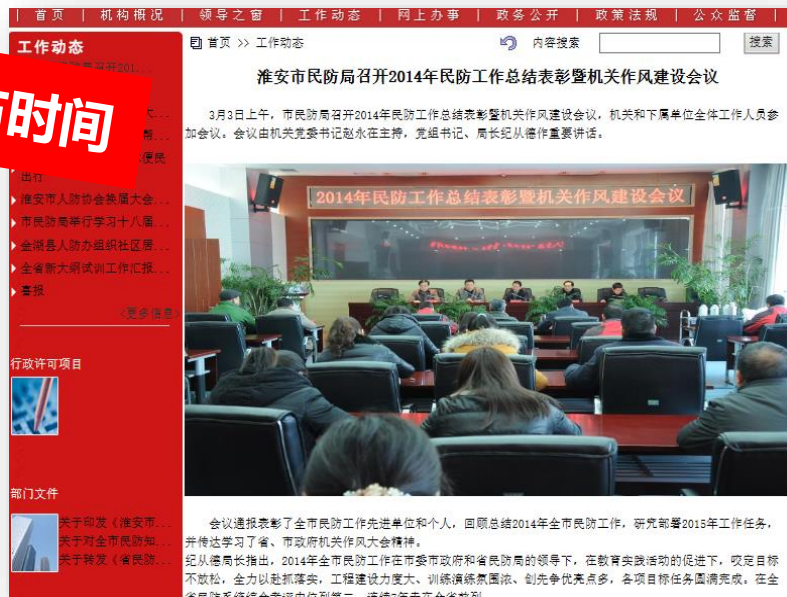 | 首页 | 机构概况 | 领导之窗 | 工作动态 | 网上办事 | 政务公开 | 政策法规 | 公众监督 |
工作动态
首页 >> 工作动态
内容搜索
搜索
时间
便民
出行
淮安市人防协会换届大会...
市民防局举行学习十八届...
金湖县人防办组织社区居...
全省新大纲试训工作汇报...
喜报
<更多信息>
行政许可项目
部门文件
关于印发《淮安市...
关于对全市民防知...
关于转发《省民防...
淮安市民防局召开2014年民防工作总结表彰暨机关作风建设会议
3月3日上午，市民防局召开2014年民防工作总结表彰暨机关作风建设会议，机关和下属单位全体工作人员参
加会议。会议由机关党委书记赵永在主持，党组书记、局长纪从德作重要讲话。
2014年民防工作总结表彰暨机关作风建设会议
会议通报表彰了全市民防工作先进单位和个人，回顾总结2014年全市民防工作，研究部署2015年工作任务，
并传达学习了省、市政府机关作风大会精神。
纪从德局长指出，2014年全市民防工作在市委市政府和省民防局的领导下，在教育实践活动的促进下，咬定目标
不放松，全力以赴抓落实，工程建设力度大、训练演练氛围浓、创先争优亮点多，各项目标任务圆满完成。在全